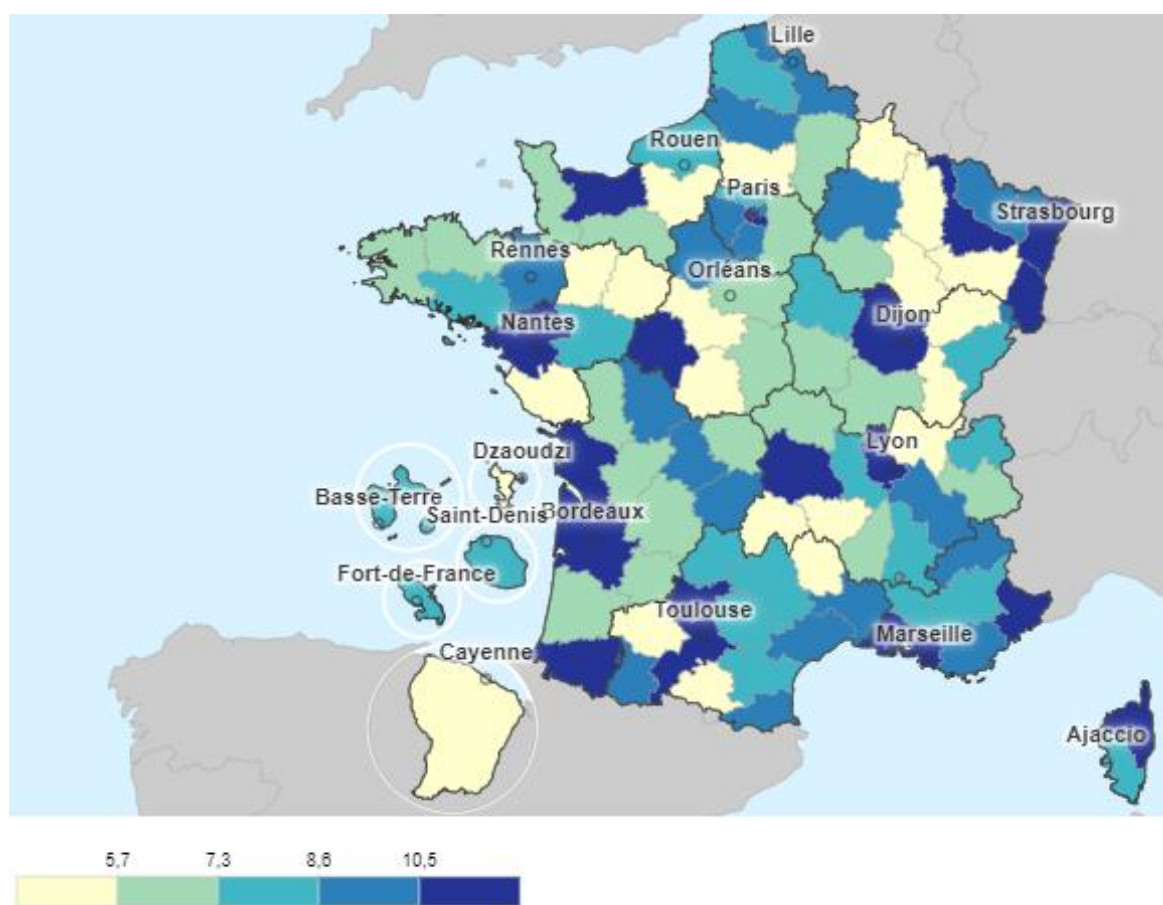 Lille
Rouen
Paris
Strasbourg
Rennes
Orléans
Nantes
Dijon
Lyon
Dzaoudzi
Basse-Terre
Saint-Denis
Bordeaux
Fort-de-France
Toulouse
Marseille
Cayenne
Ajaccio
5,7 7,3 8,6 10,5